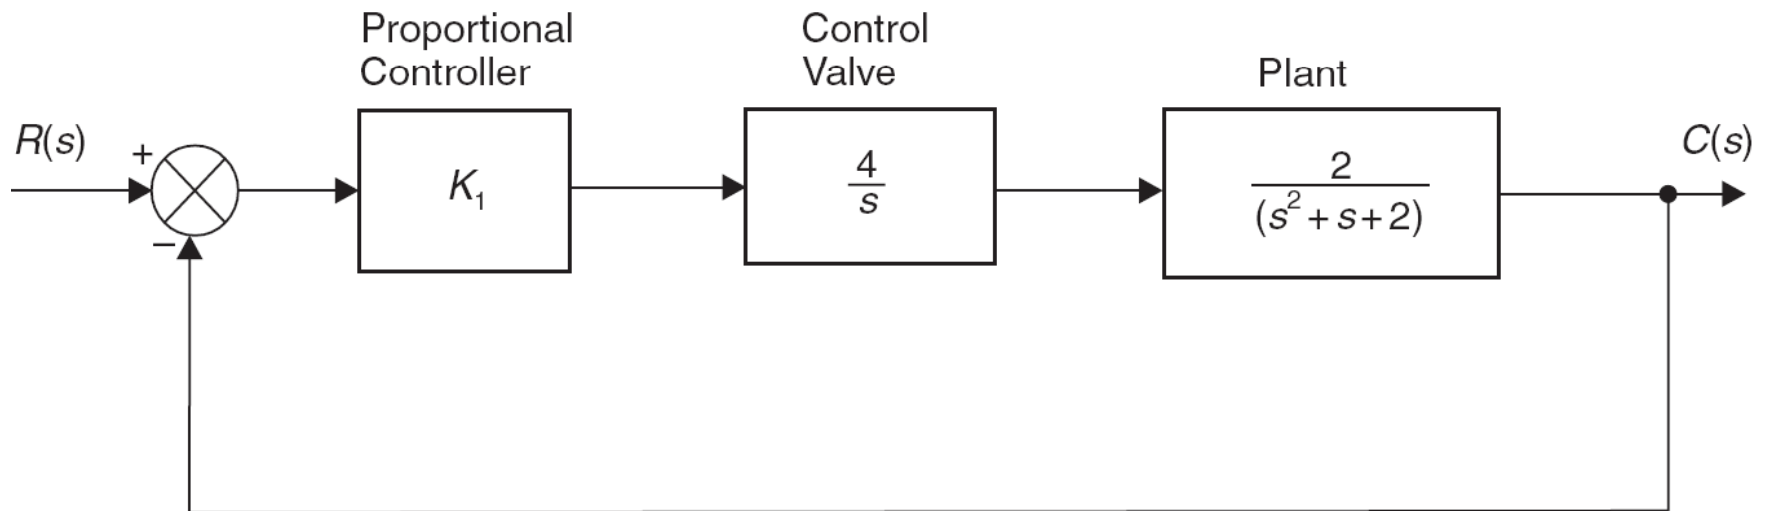 Proportional
Controller
Control
Valve
Plant
R(s)
+
−
K₁
4
s
2
(s² + s + 2)
C(s)